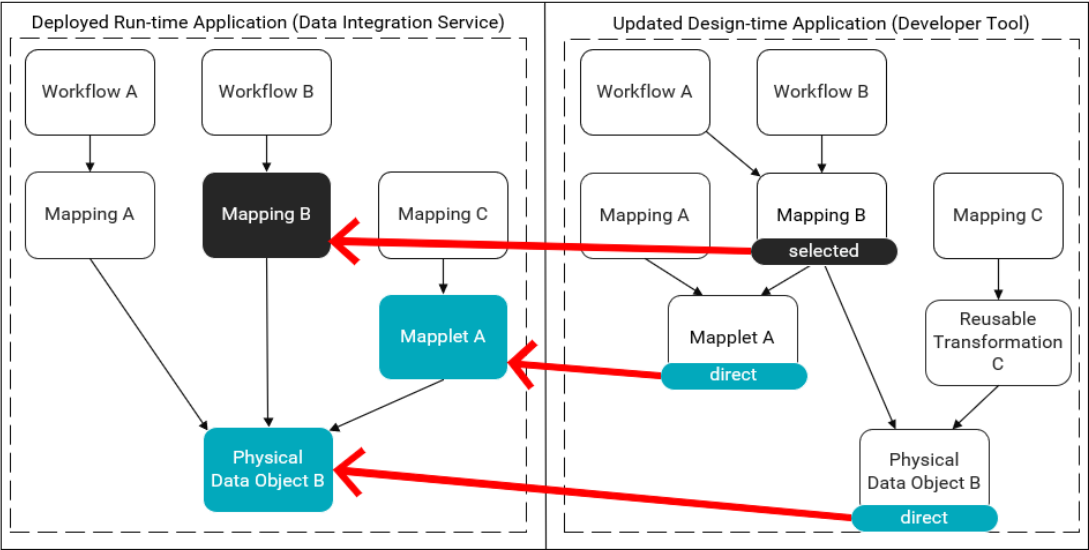 Deployed Run-time Application (Data Integration Service)
Workflow A
Workflow B
Mapping A
Mapping B
Mapping C
Mapplet A
Physical
Data Object B
Updated Design-time Application (Developer Tool)
Workflow A
Workflow B
Mapping A
Mapping B
selected
Mapping C
Mapplet A
direct
Reusable
Transformation
C
Physical
Data Object B
direct